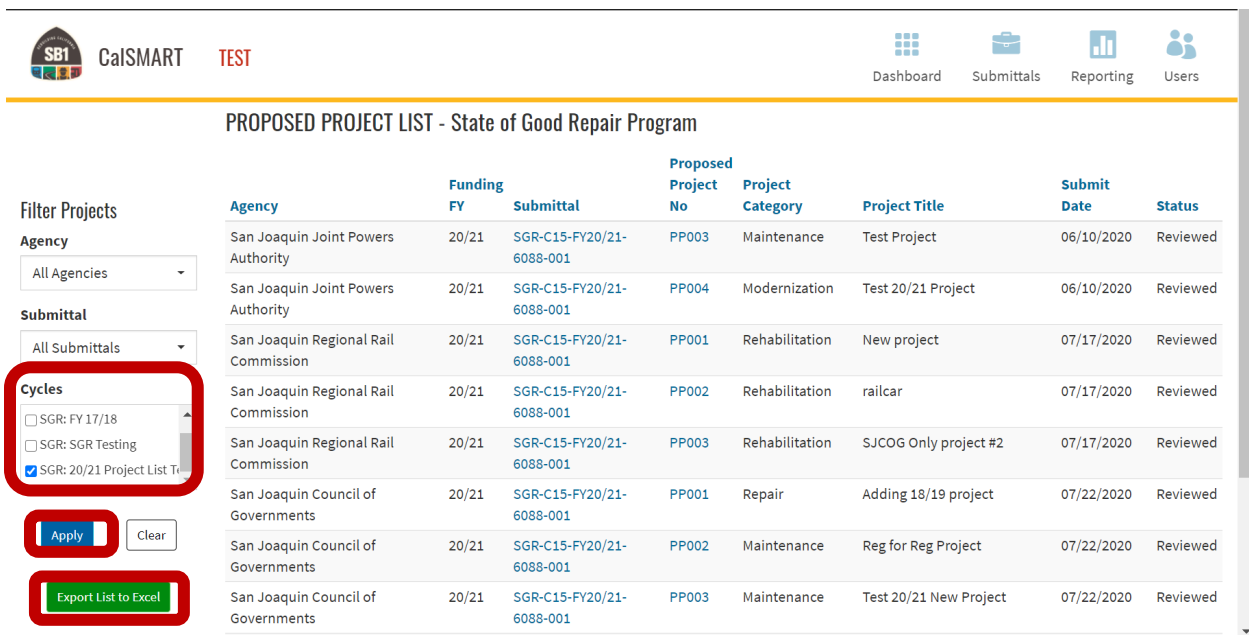 SB1
CalSMART
TEST
Dashboard
Submittals
Reporting
Users
PROPOSED PROJECT LIST - State of Good Repair Program
Filter Projects
Agency
All Agencies
Submittal
All Submittals
Cycles
SGR: FY 17/18
SGR: SGR Testing
SGR: 20/21 Project List Te
Apply
Clear
Export List to Excel
Agency
Funding
FY
Submittal
Proposed
Project
No
Project
Category
Project Title
Submit
Date
Status
San Joaquin Joint Powers
Authority
20/21
SGR-C15-FY20/21-
6088-001
PP003
Maintenance
Test Project
06/10/2020
Reviewed
San Joaquin Joint Powers
Authority
20/21
SGR-C15-FY20/21-
6088-001
PP004
Modernization
Test 20/21 Project
06/10/2020
Reviewed
San Joaquin Regional Rail
Commission
20/21
SGR-C15-FY20/21-
6088-001
PP001
Rehabilitation
New project
07/17/2020
Reviewed
San Joaquin Regional Rail
Commission
20/21
SGR-C15-FY20/21-
6088-001
PP002
Rehabilitation
railcar
07/17/2020
Reviewed
San Joaquin Regional Rail
Commission
20/21
SGR-C15-FY20/21-
6088-001
PP003
Rehabilitation
SJCOG Only project #2
07/17/2020
Reviewed
San Joaquin Council of
Governments
20/21
SGR-C15-FY20/21-
6088-001
PP001
Repair
Adding 18/19 project
07/22/2020
Reviewed
San Joaquin Council of
Governments
20/21
SGR-C15-FY20/21-
6088-001
PP002
Maintenance
Reg for Reg Project
07/22/2020
Reviewed
San Joaquin Council of
Governments
20/21
SGR-C15-FY20/21-
6088-001
PP003
Maintenance
Test 20/21 New Project
07/22/2020
Reviewed